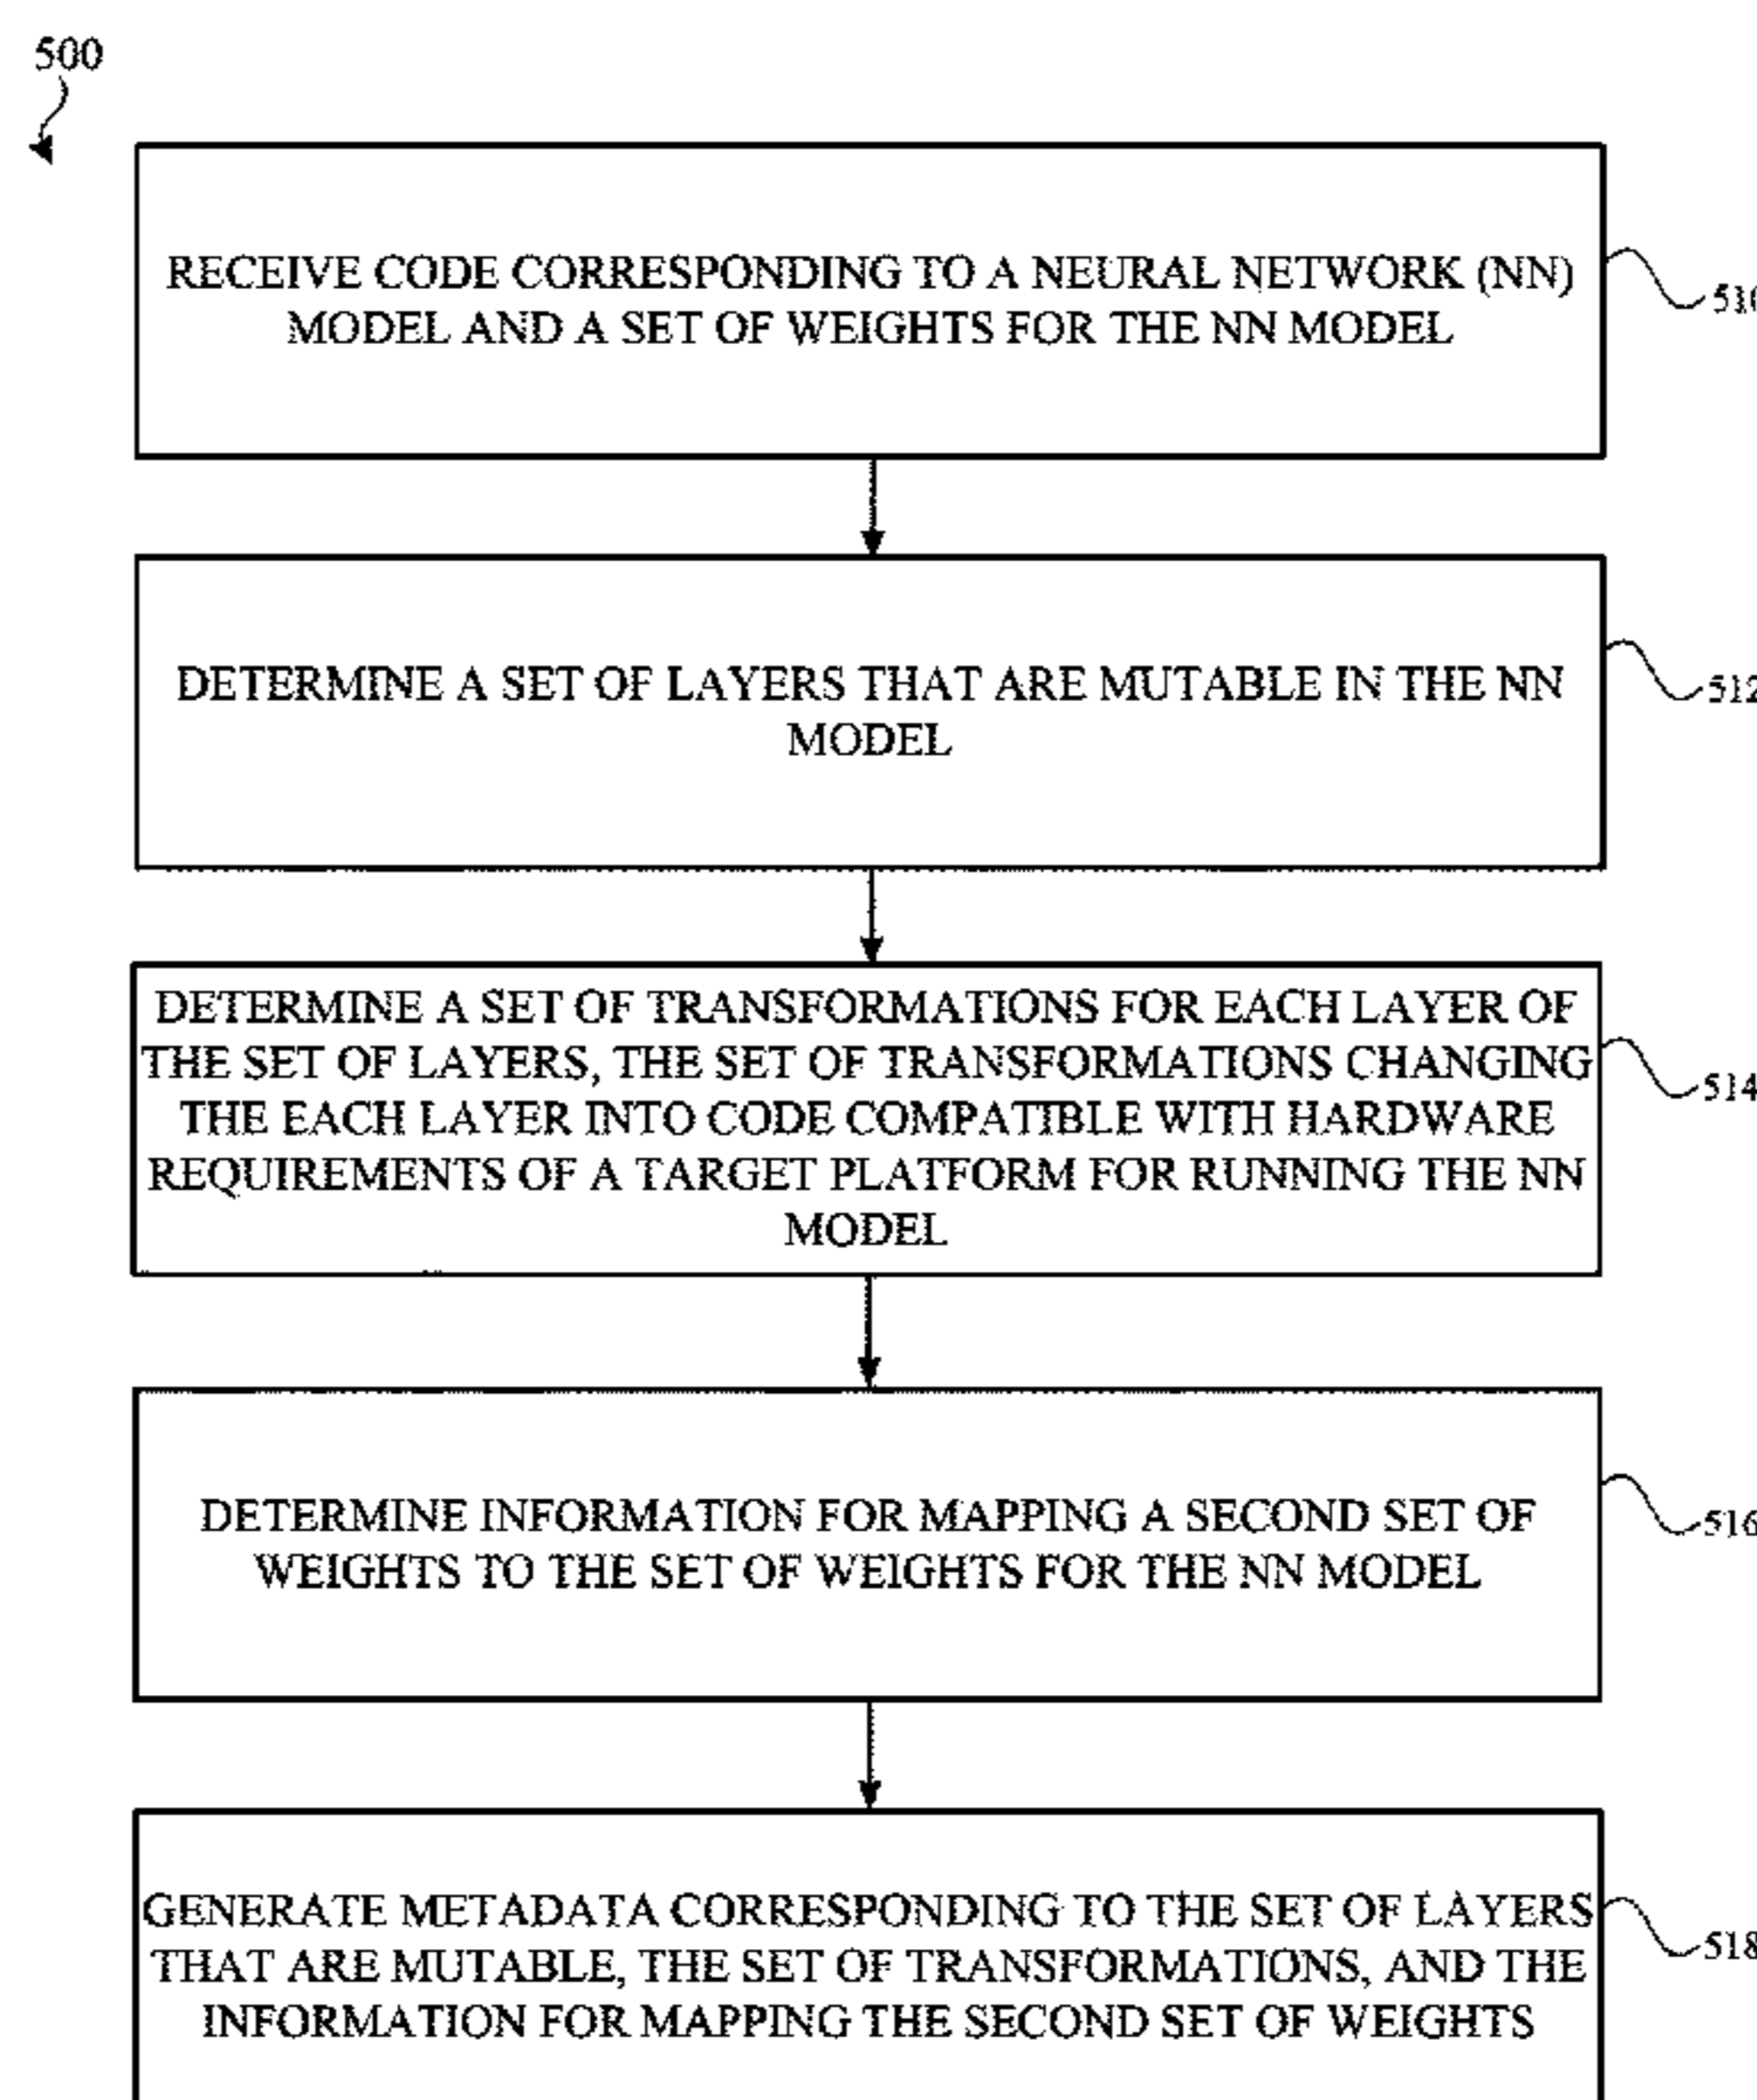 500
RECEIVE CODE CORRESPONDING TO A NEURAL NETWORK (NN)
MODEL AND A SET OF WEIGHTS FOR THE NN MODEL
510
DETERMINE A SET OF LAYERS THAT ARE MUTABLE IN THE NN
MODEL
512
DETERMINE A SET OF TRANSFORMATIONS FOR EACH LAYER OF
THE SET OF LAYERS, THE SET OF TRANSFORMATIONS CHANGING
THE EACH LAYER INTO CODE COMPATIBLE WITH HARDWARE
REQUIREMENTS OF A TARGET PLATFORM FOR RUNNING THE NN
MODEL
514
DETERMINE INFORMATION FOR MAPPING A SECOND SET OF
WEIGHTS TO THE SET OF WEIGHTS FOR THE NN MODEL
516
GENERATE METADATA CORRESPONDING TO THE SET OF LAYERS
THAT ARE MUTABLE, THE SET OF TRANSFORMATIONS, AND THE
INFORMATION FOR MAPPING THE SECOND SET OF WEIGHTS
518